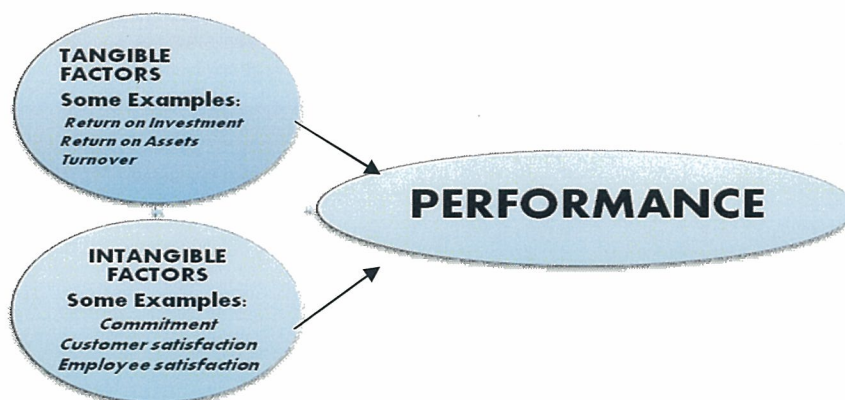 TANGIBLE
FACTORS
Some Examples:
Return on Investment
Return on Assets
Turnover
PERFORMANCE
INTANGIBLE
FACTORS
Some Examples:
Commitment
Customer satisfaction
Employee satisfaction